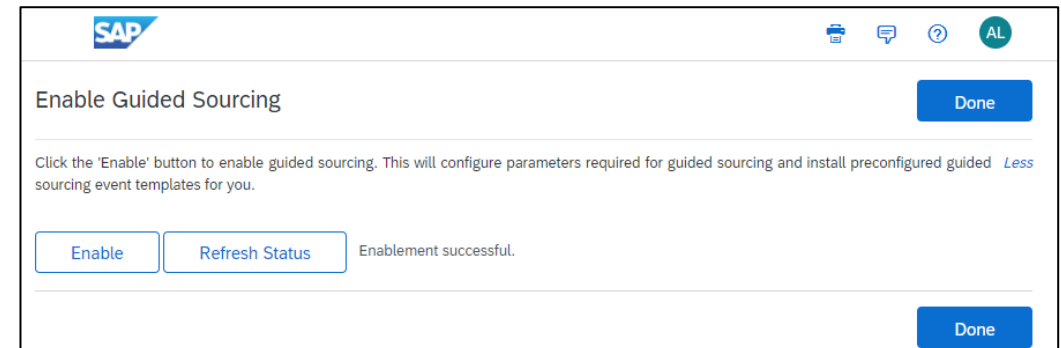 SAP
AL
Enable Guided Sourcing
Done
Click the 'Enable' button to enable guided sourcing. This will configure parameters required for guided sourcing and install preconfigured guided Less
sourcing event templates for you.
Enable Refresh Status Enablement successful.
Done